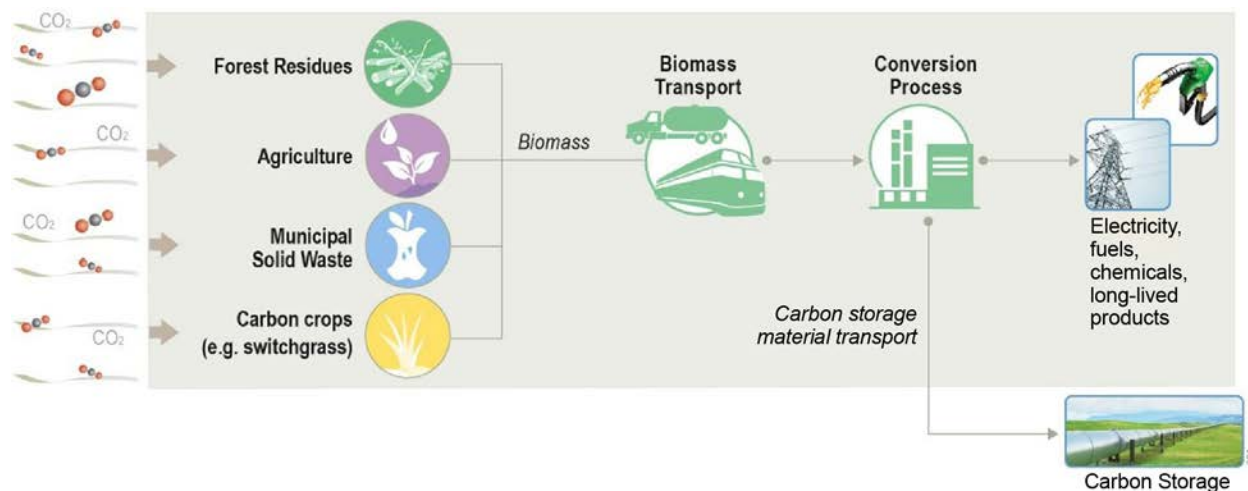 CO₂
Forest Residues
CO₂
Agriculture
CO₂
Municipal
Solid Waste
CO₂
Carbon crops
(e.g. switchgrass)
Biomass
Biomass
Transport
Conversion
Process
Electricity,
fuels,
chemicals,
long-lived
products
Carbon storage
material transport
Carbon Storage